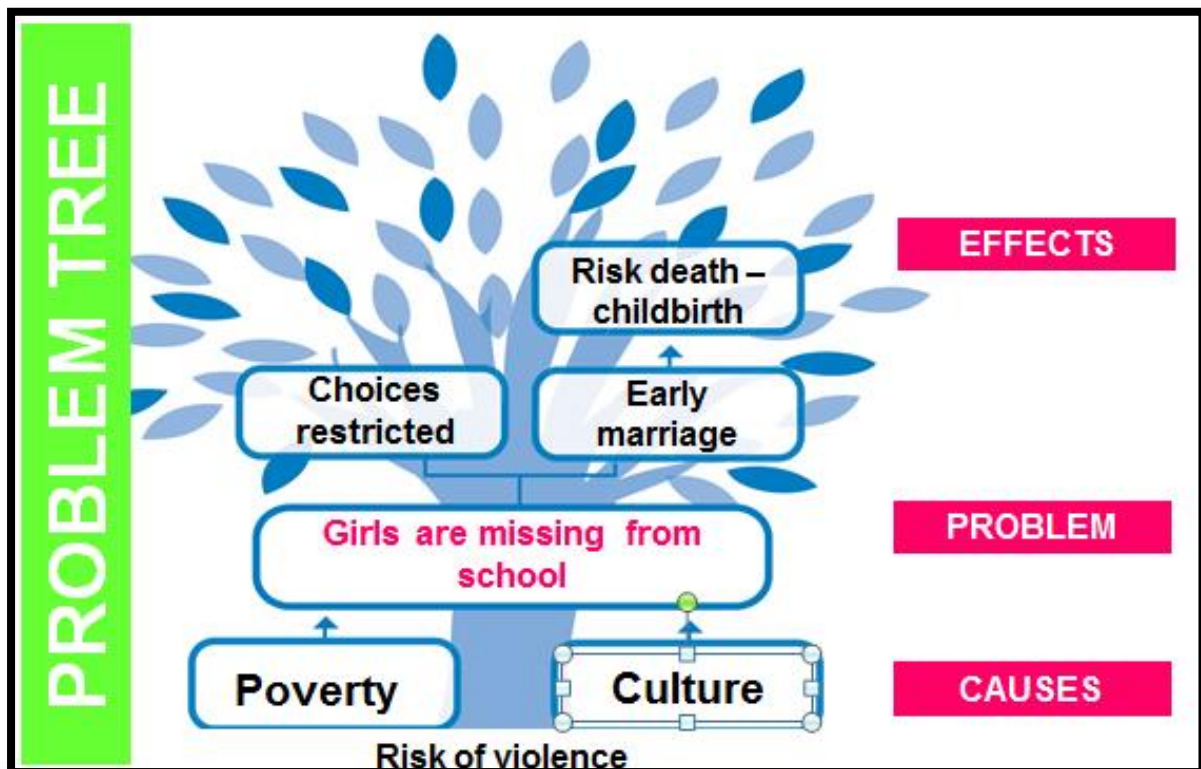 PROBLEM TREE
EFFECTS
Risk death –
childbirth
Choices
restricted
Early
marriage
PROBLEM
Girls are missing from
school
Poverty
Culture
CAUSES
Risk of violence